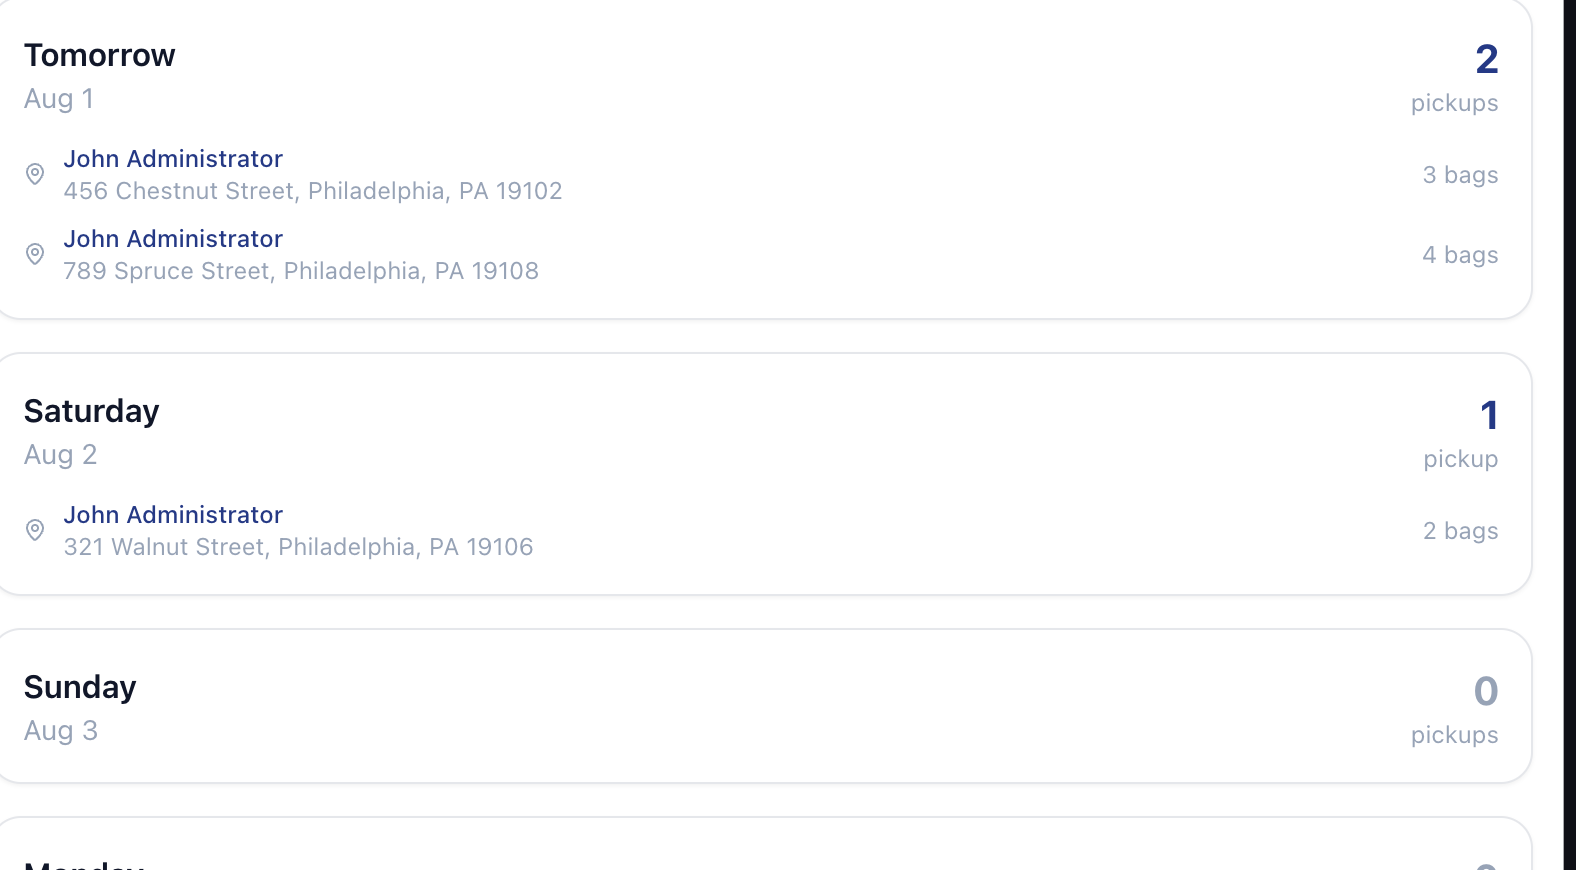 Tomorrow
2
Aug 1
pickups
John Administrator
456 Chestnut Street, Philadelphia, PA 19102
3 bags
John Administrator
789 Spruce Street, Philadelphia, PA 19108
4 bags
Saturday
1
Aug 2
pickup
John Administrator
321 Walnut Street, Philadelphia, PA 19106
2 bags
Sunday
0
Aug 3
pickups
Monday